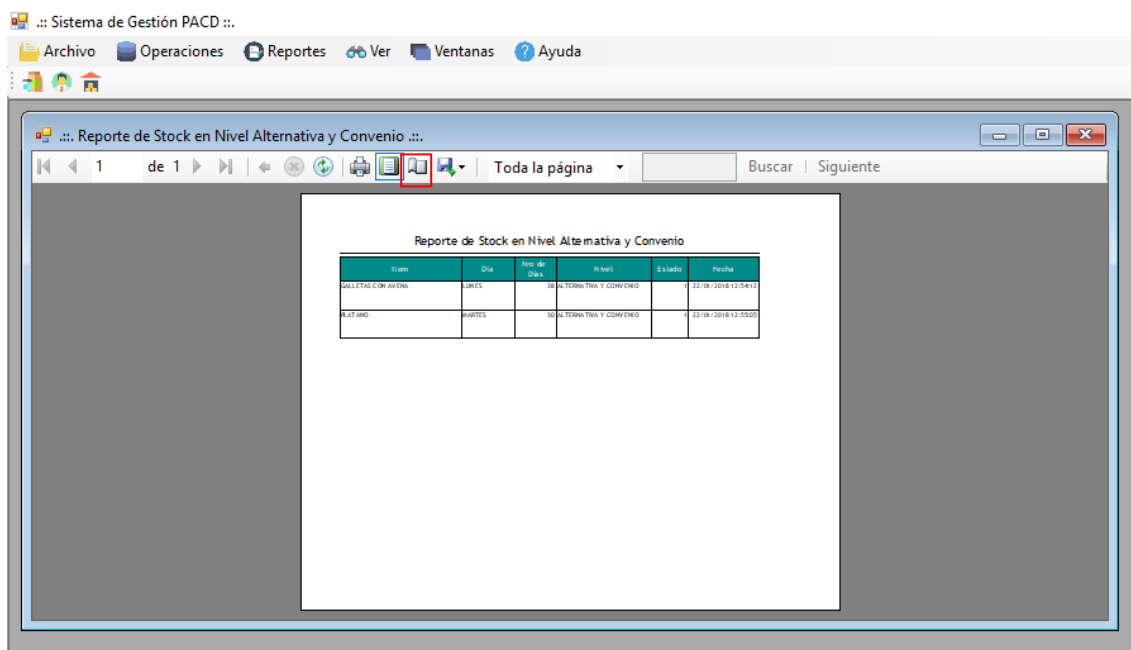 .:: Sistema de Gestión PACD ::.
Archivo Operaciones Reportes Ver Ventanas ? Ayuda
.::. Reporte de Stock en Nivel Alternativa y Convenio .::.
1 de 1 Toda la página Buscar | Siguiente
Reporte de Stock en Nivel Alternativa y Convenio
Item Día Nro de Días Nivel Estado Fecha
GALLETAS CON AVENA LUNES 38 ALTERNATIVA Y CONVENIO 1 22/01/2018 12:54:12
PLATANO MARTES 30 ALTERNATIVA Y CONVENIO 1 22/01/2018 12:55:05